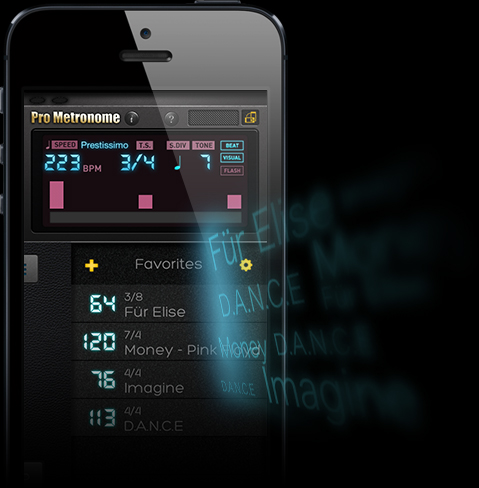 Pro Metronome i ?
SPEED Prestissimo T.S. S.DIV TONE BEAT
223 BPM 3/4 7 VISUAL
FLASH
+ Favorites
64 3/8
Für Elise
120 7/4
Money - Pink Floyd
76 4/4
Imagine
113 4/4
D.A.N.C.E
Für Elise
D.A.N.C.E
Money D.A.N.C.E
D.A.N.C.E Imagine